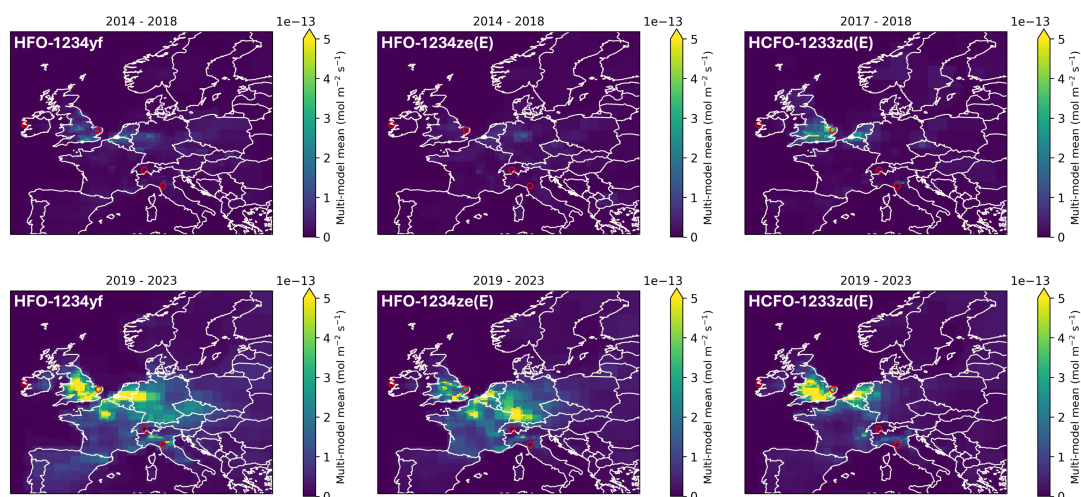 2014 - 2018
1e−13
HFO-1234yf
5
4
3
2
1
0
Multi-model mean (mol m⁻² s⁻¹)
2014 - 2018
1e−13
HFO-1234ze(E)
5
4
3
2
1
0
Multi-model mean (mol m⁻² s⁻¹)
2017 - 2018
1e−13
HCFO-1233zd(E)
5
4
3
2
1
0
Multi-model mean (mol m⁻² s⁻¹)
2019 - 2023
1e−13
HFO-1234yf
5
4
3
2
1
0
Multi-model mean (mol m⁻² s⁻¹)
2019 - 2023
1e−13
HFO-1234ze(E)
5
4
3
2
1
0
Multi-model mean (mol m⁻² s⁻¹)
2019 - 2023
1e−13
HCFO-1233zd(E)
5
4
3
2
1
0
Multi-model mean (mol m⁻² s⁻¹)